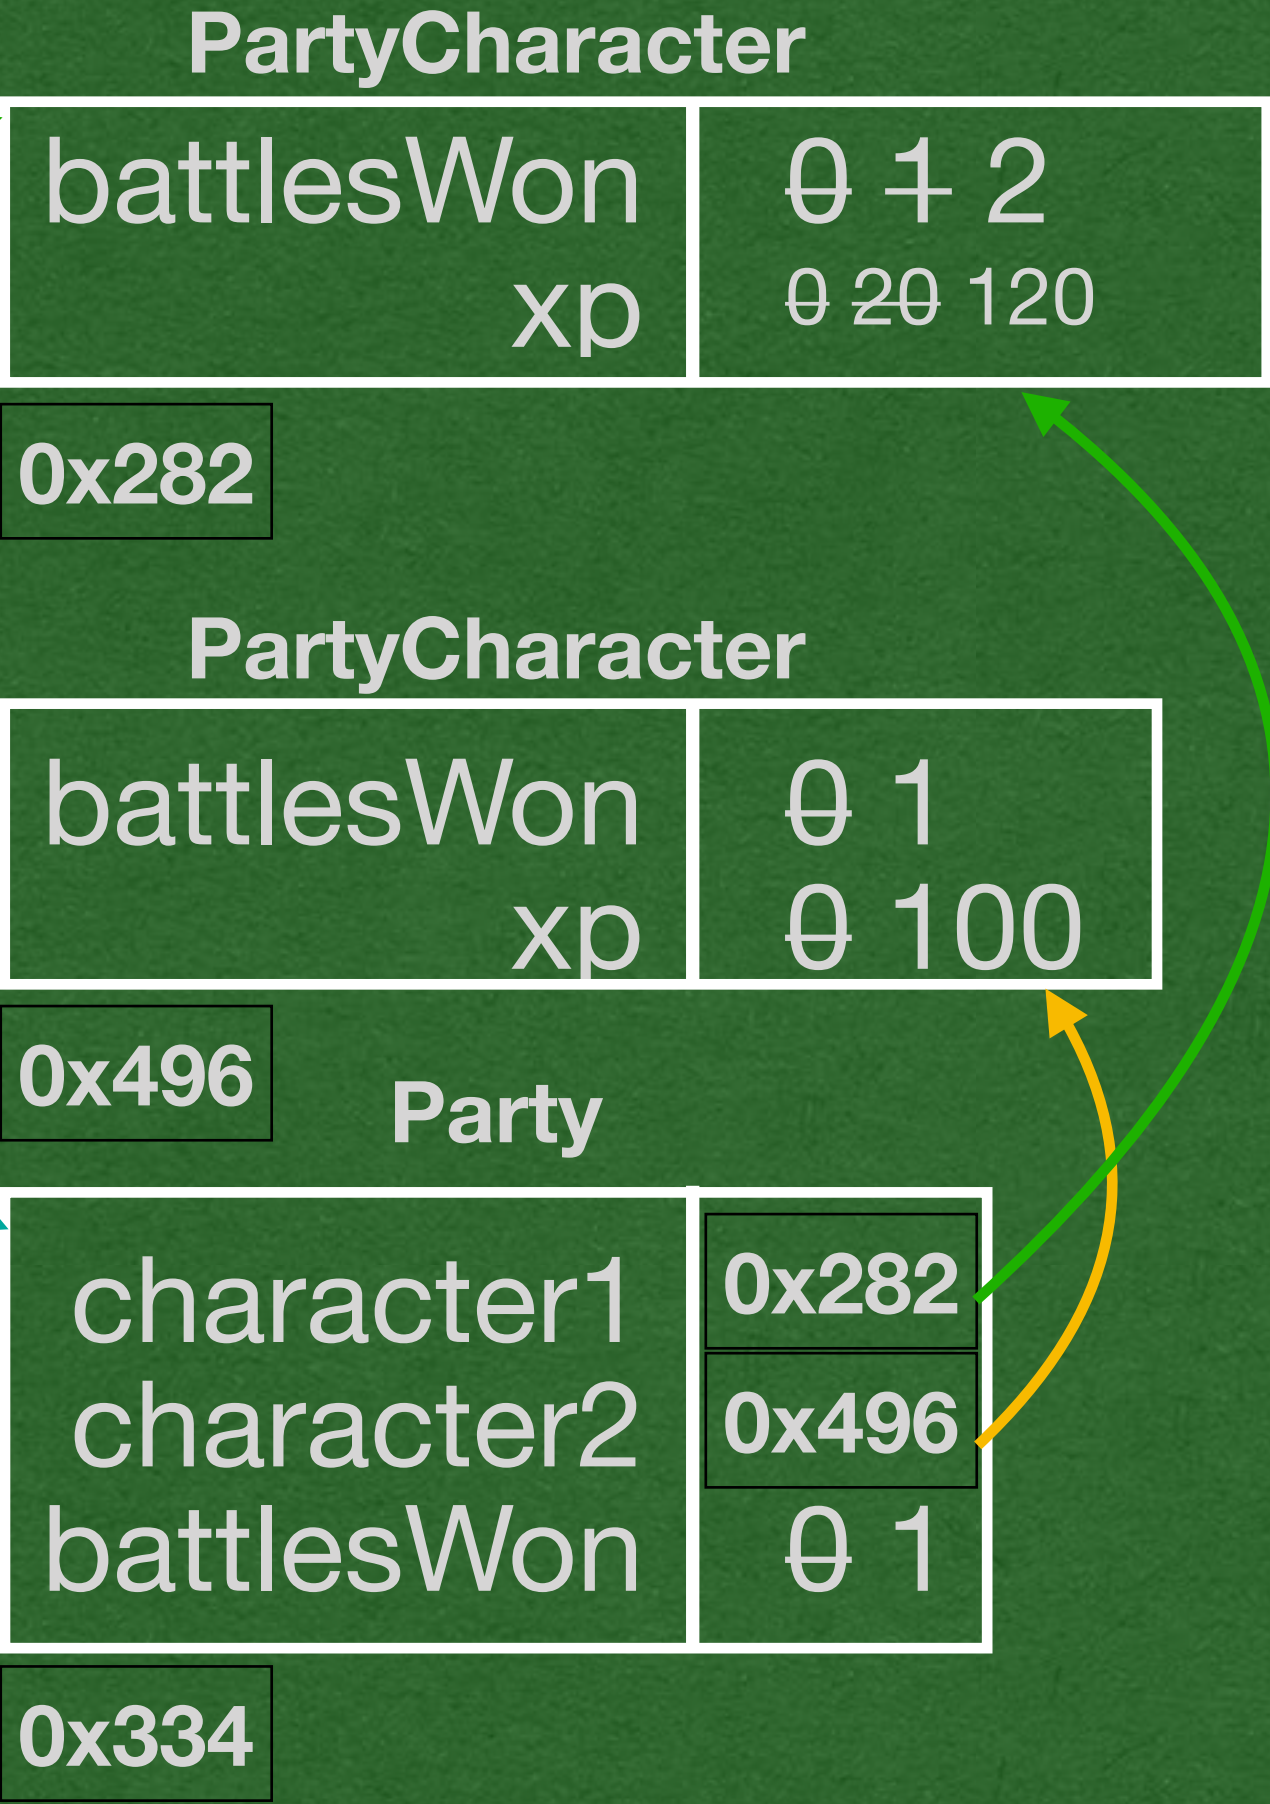 PartyCharacter
battlesWon 0 1 2
xp 0 20 120
0x282
PartyCharacter
battlesWon 0 1
xp 0 100
0x496
Party
character1 0x282
character2 0x496
battlesWon 0 1
0x334